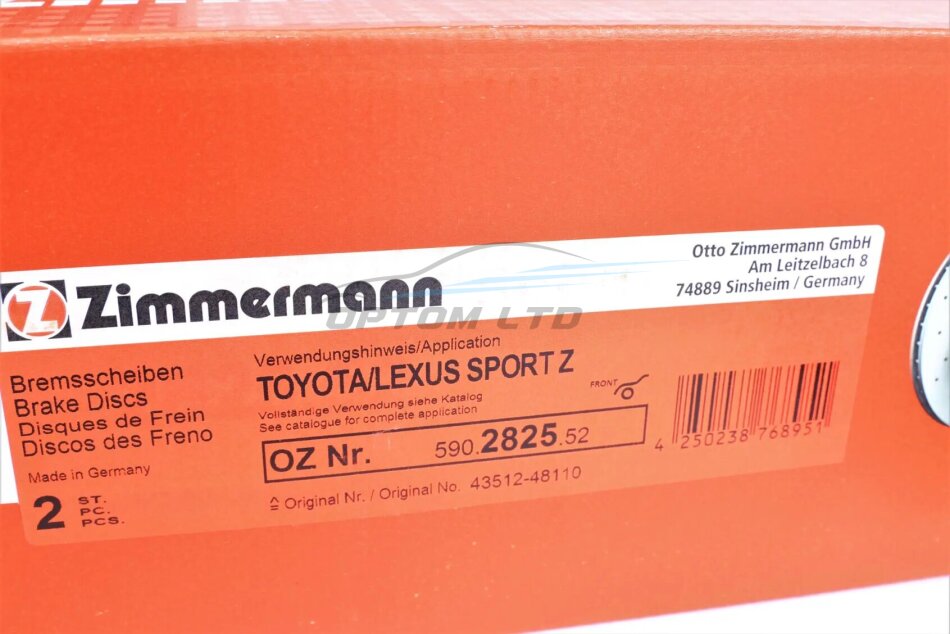 Otto Zimmermann GmbH
Am Leitzelbach 8
74889 Sinsheim / Germany
Z Zimmermann
OPTOM LTD
Bremsscheiben
Brake Discs
Disques de Frein
Discos des Freno
Made in Germany
2 ST.
PC.
PCS.
Verwendungshinweis/Application
TOYOTA/LEXUS SPORT Z
Vollständige Verwendung siehe Katalog
See catalogue for complete application
FRONT
OZ Nr. 590.2825.52
≙ Original Nr. / Original No. 43512-48110
4 250238 768951